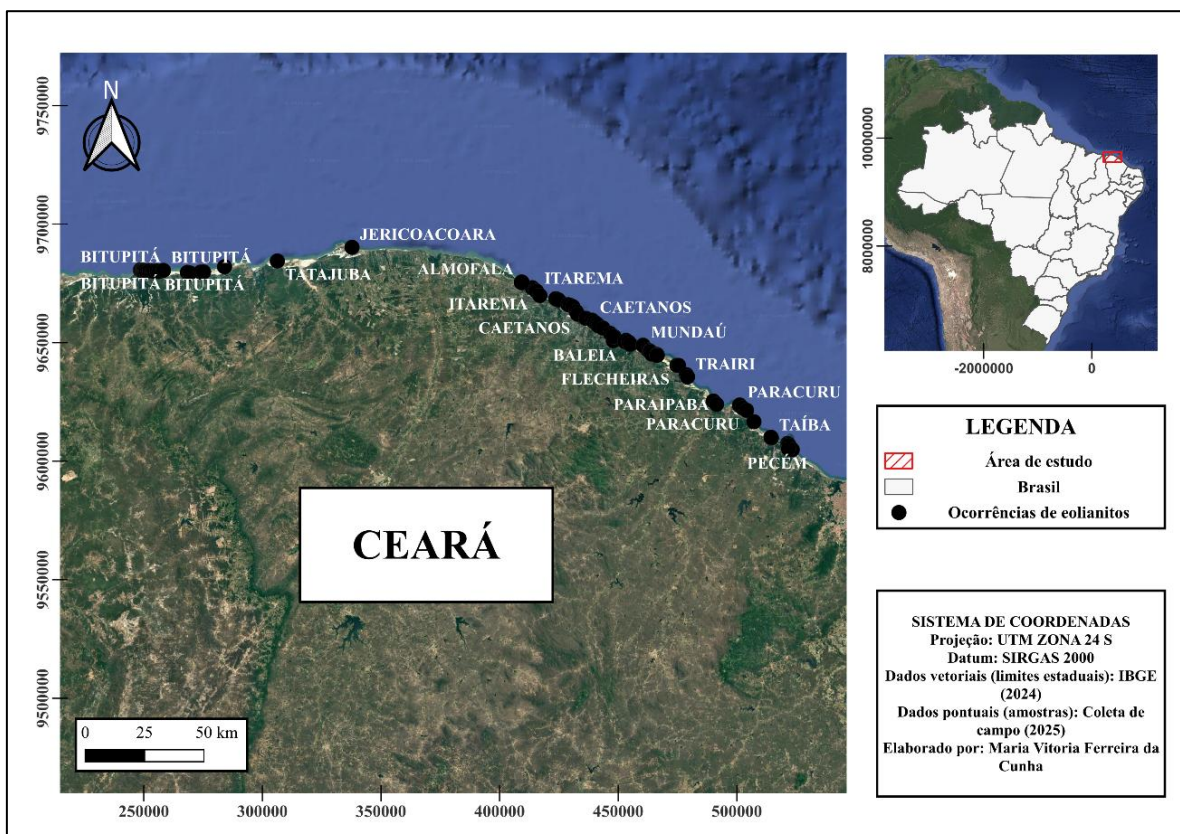 N
9750000
9700000
9650000
9600000
9550000
9500000
JERICOACOARA
BITUPITÁ
BITUPITÁ
TATAJUBA
BITUPITÁ
BITUPITÁ
ALMOFALA
ITAREMA
ITAREMA
CAETANOS
CAETANOS
MUNDAÚ
BALEIA
TRAIRI
FLECHEIRAS
PARACURU
PARAIPABA
PARACURU
TAÍBA
PECÉM
CEARÁ
0 25 50 km
250000 300000 350000 400000 450000 500000
10000000
8000000
-2000000 0
LEGENDA
Área de estudo
Brasil
Ocorrências de eolianitos
SISTEMA DE COORDENADAS
Projeção: UTM ZONA 24 S
Datum: SIRGAS 2000
Dados vetoriais (limites estaduais): IBGE
(2024)
Dados pontuais (amostras): Coleta de
campo (2025)
Elaborado por: Maria Vitoria Ferreira da
Cunha